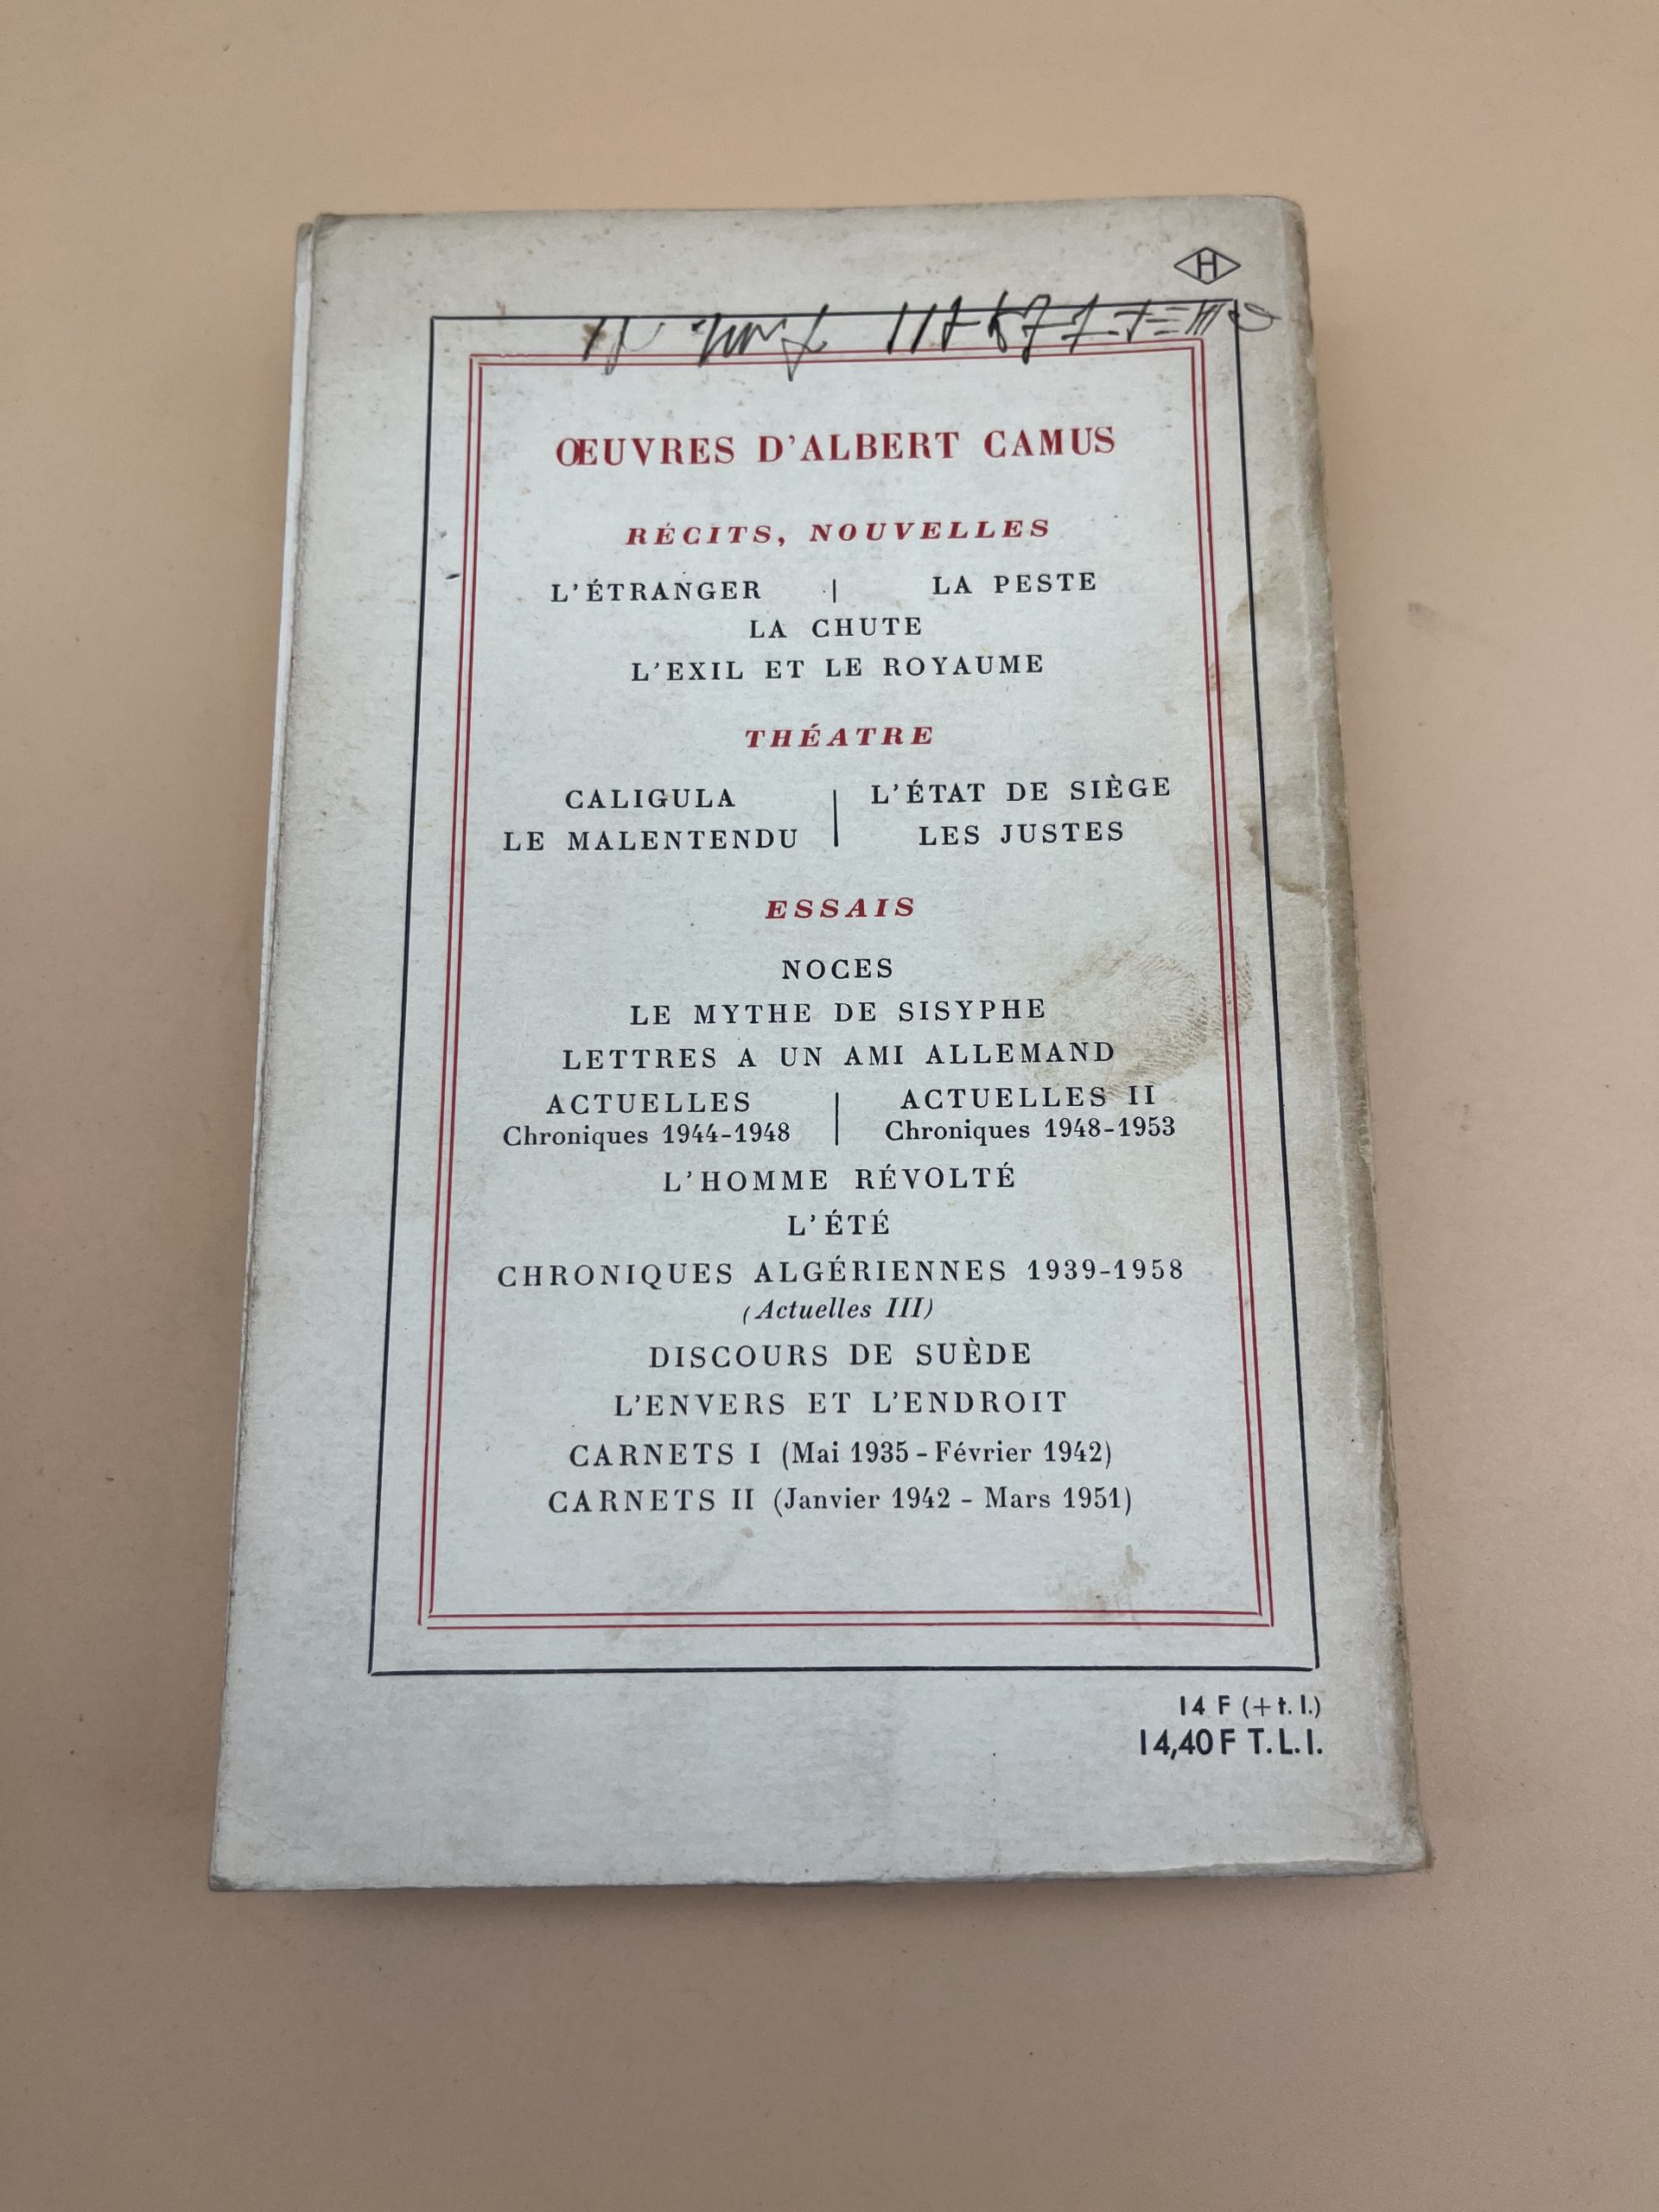 H
ŒUVRES D'ALBERT CAMUS
RÉCITS, NOUVELLES
L'ÉTRANGER | LA PESTE
LA CHUTE
L'EXIL ET LE ROYAUME
THÉATRE
CALIGULA | L'ÉTAT DE SIÈGE
LE MALENTENDU | LES JUSTES
ESSAIS
NOCES
LE MYTHE DE SISYPHE
LETTRES A UN AMI ALLEMAND
ACTUELLES | ACTUELLES II
Chroniques 1944-1948 | Chroniques 1948-1953
L'HOMME RÉVOLTÉ
L'ÉTÉ
CHRONIQUES ALGÉRIENNES 1939-1958
(Actuelles III)
DISCOURS DE SUÈDE
L'ENVERS ET L'ENDROIT
CARNETS I (Mai 1935 - Février 1942)
CARNETS II (Janvier 1942 - Mars 1951)
14 F (+ t. l.)
14,40 F T.L.I.